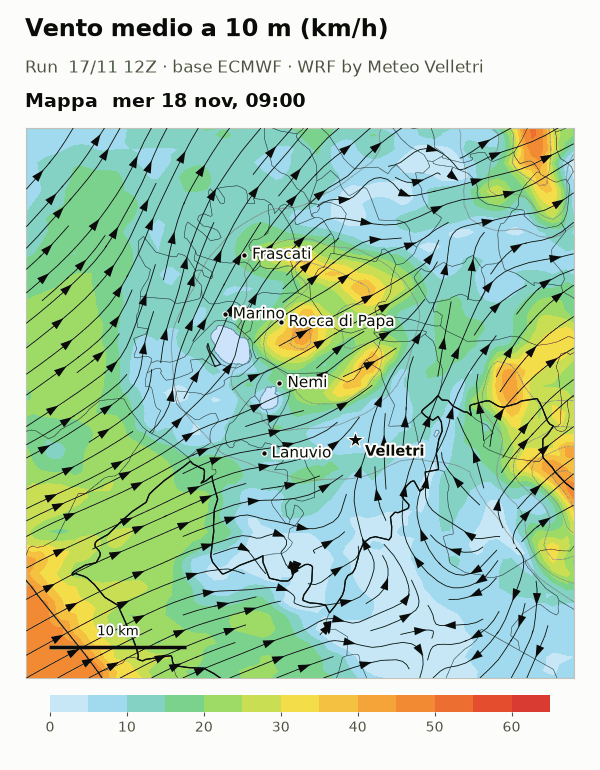 Vento medio a 10 m (km/h)
Run  17/11 12Z · base ECMWF · WRF by Meteo Velletri
Mappa  mer 18 nov, 09:00
Frascati
Marino
Rocca di Papa
Nemi
Velletri
Lanuvio
10 km
0 10 20 30 40 50 60